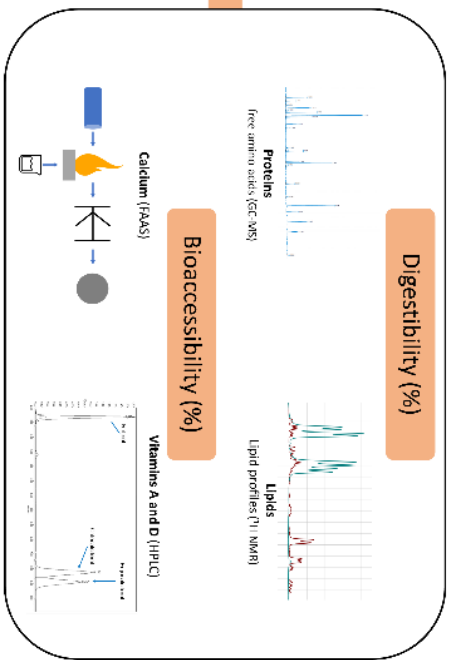 Digestibility (%)
Proteins
free amino acids (GC-MS)
Lipids
Lipid profiles (¹H NMR)
Bioaccessibility (%)
Calcium (FAAS)
Vitamins A and D (HPLC)